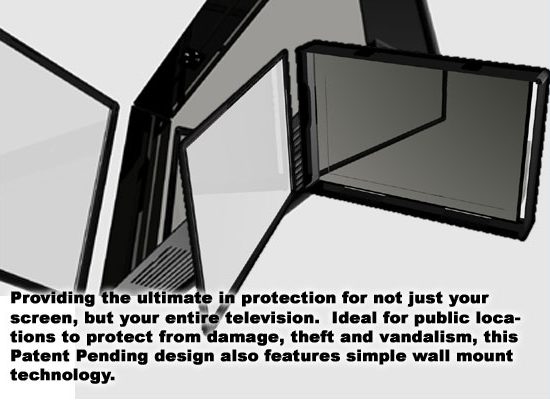 Providing the ultimate in protection for not just your
screen, but your entire television.  Ideal for public loca-
tions to protect from damage, theft and vandalism, this
Patent Pending design also features simple wall mount
technology.